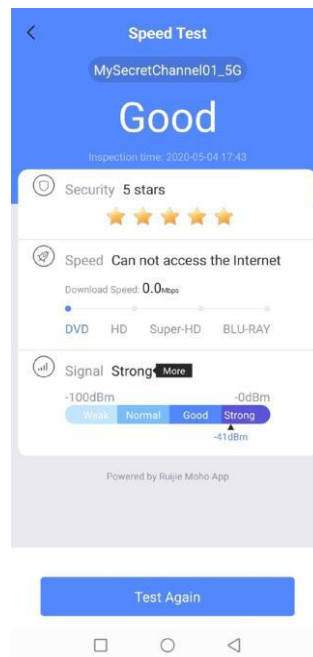 Speed Test
MySecretChannel01_5G
Good
Inspection time: 2020-05-04 17:43
Security 5 stars
Speed Can not access the Internet
Download Speed: 0.0Mbps
DVD HD Super-HD BLU-RAY
Signal Strong More
-100dBm -0dBm
Weak Normal Good Strong
-41dBm
Powered by Ruijie Moho App
Test Again